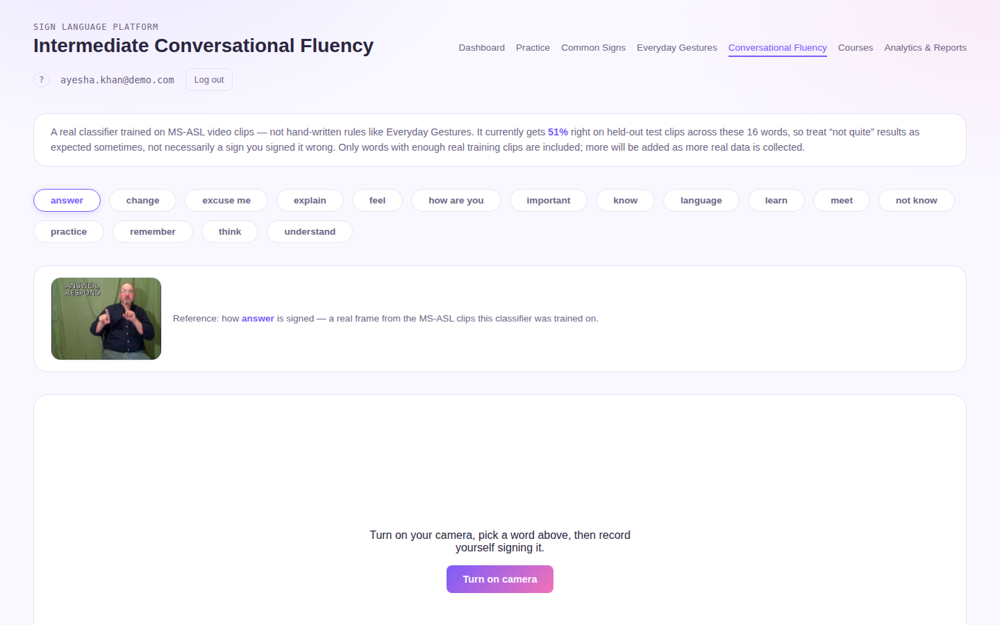 SIGN LANGUAGE PLATFORM
Intermediate Conversational Fluency
Dashboard Practice Common Signs Everyday Gestures Conversational Fluency Courses Analytics & Reports
? ayesha.khan@demo.com Log out
A real classifier trained on MS-ASL video clips — not hand-written rules like Everyday Gestures. It currently gets 51% right on held-out test clips across these 16 words, so treat “not quite” results as
expected sometimes, not necessarily a sign you signed it wrong. Only words with enough real training clips are included; more will be added as more real data is collected.
answer change excuse me explain feel how are you important know language learn meet not know
practice remember think understand
ANSWER,
RESPOND
Reference: how answer is signed — a real frame from the MS-ASL clips this classifier was trained on.
Turn on your camera, pick a word above, then record
yourself signing it.
Turn on camera